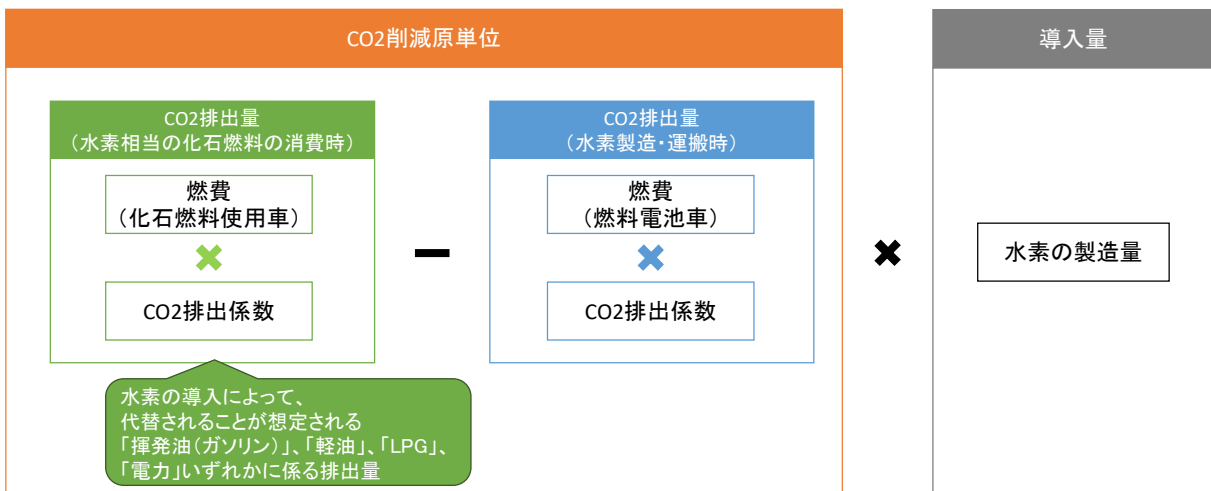 CO2削減原単位
導入量
CO2排出量
（水素相当の化石燃料の消費時）
燃費
（化石燃料使用車）
CO2排出係数
CO2排出量
（水素製造・運搬時）
燃費
（燃料電池車）
CO2排出係数
水素の製造量
水素の導入によって、
代替されることが想定される
「揮発油（ガソリン）」、「軽油」、「LPG」、
「電力」いずれかに係る排出量